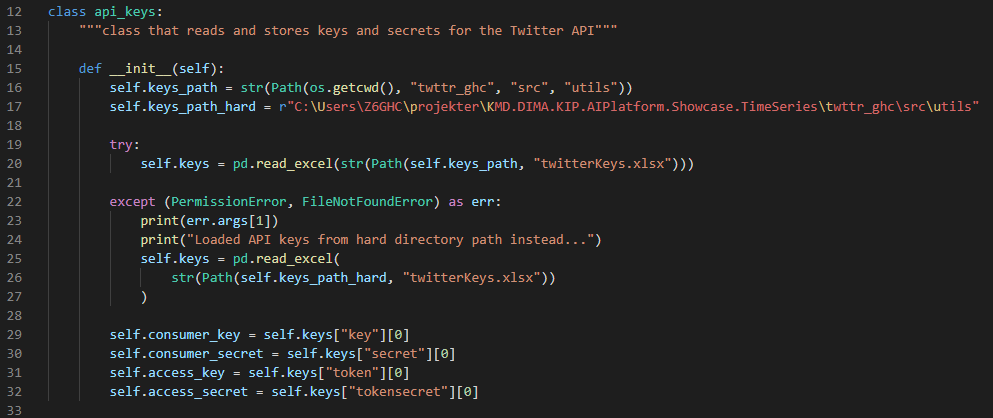 12 class api_keys:
13     """class that reads and stores keys and secrets for the Twitter API"""
14
15     def __init__(self):
16         self.keys_path = str(Path(os.getcwd(), "twttr_ghc", "src", "utils"))
17         self.keys_path_hard = r"C:\Users\Z6GHC\projekter\KMD.DIMA.KIP.AIPlatform.Showcase.TimeSeries\twttr_ghc\src\utils"
18
19         try:
20             self.keys = pd.read_excel(str(Path(self.keys_path, "twitterKeys.xlsx")))
21
22         except (PermissionError, FileNotFoundError) as err:
23             print(err.args[1])
24             print("Loaded API keys from hard directory path instead...")
25             self.keys = pd.read_excel(
26                 str(Path(self.keys_path_hard, "twitterKeys.xlsx"))
27             )
28
29         self.consumer_key = self.keys["key"][0]
30         self.consumer_secret = self.keys["secret"][0]
31         self.access_key = self.keys["token"][0]
32         self.access_secret = self.keys["tokensecret"][0]
33